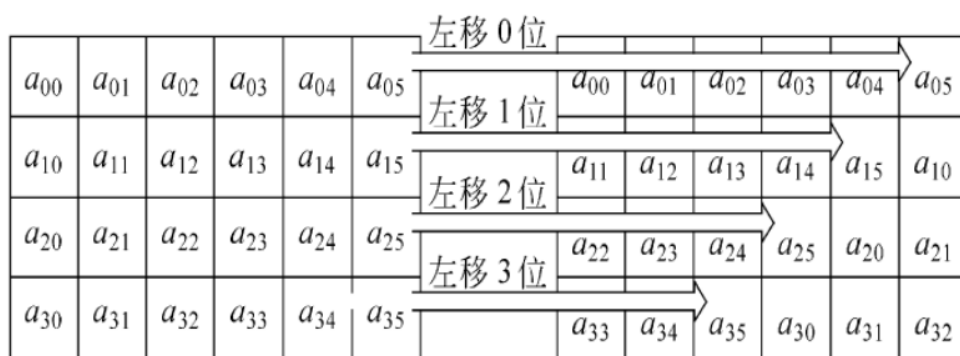 左移 0 位
a00 a01 a02 a03 a04 a05 a00 a01 a02 a03 a04 a05
左移 1 位
a10 a11 a12 a13 a14 a15 a11 a12 a13 a14 a15 a10
左移 2 位
a20 a21 a22 a23 a24 a25 a22 a23 a24 a25 a20 a21
左移 3 位
a30 a31 a32 a33 a34 a35 a33 a34 a35 a30 a31 a32